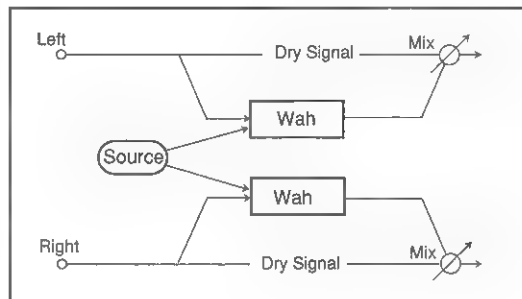 Left
Dry Signal
Mix
Wah
Source
Wah
Right
Dry Signal
Mix